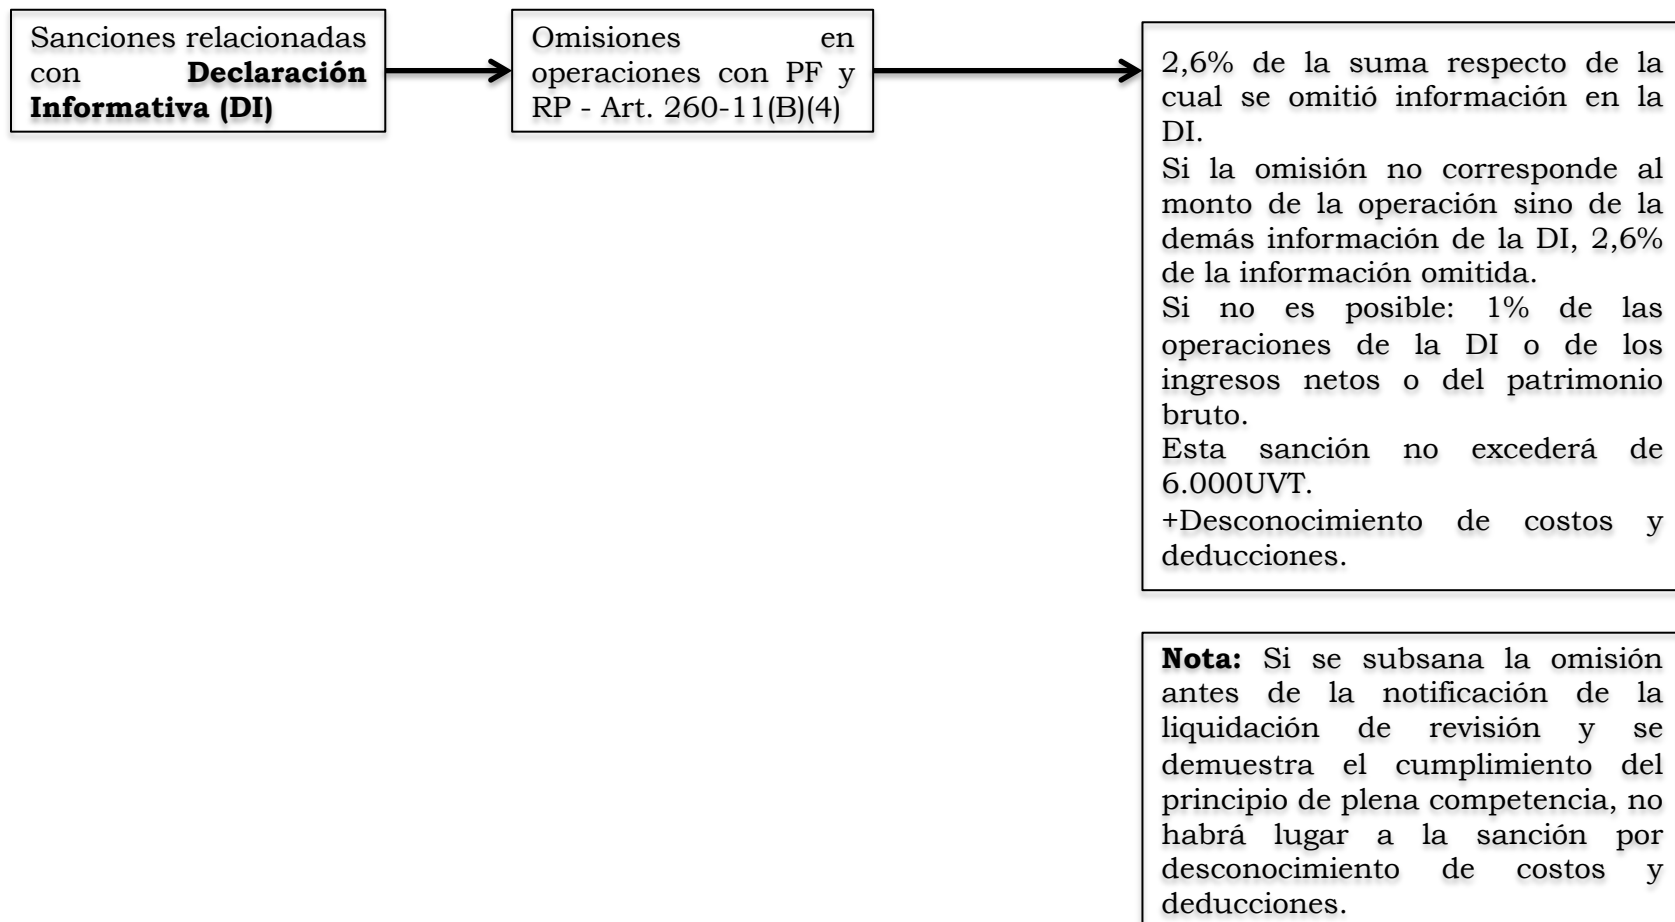 Sanciones relacionadas
con Declaración
Informativa (DI)
Omisiones en
operaciones con PF y
RP - Art. 260-11(B)(4)
2,6% de la suma respecto de la
cual se omitió información en la
DI.
Si la omisión no corresponde al
monto de la operación sino de la
demás información de la DI, 2,6%
de la información omitida.
Si no es posible: 1% de las
operaciones de la DI o de los
ingresos netos o del patrimonio
bruto.
Esta sanción no excederá de
6.000UVT.
+Desconocimiento de costos y
deducciones.
Nota: Si se subsana la omisión
antes de la notificación de la
liquidación de revisión y se
demuestra el cumplimiento del
principio de plena competencia, no
habrá lugar a la sanción por
desconocimiento de costos y
deducciones.